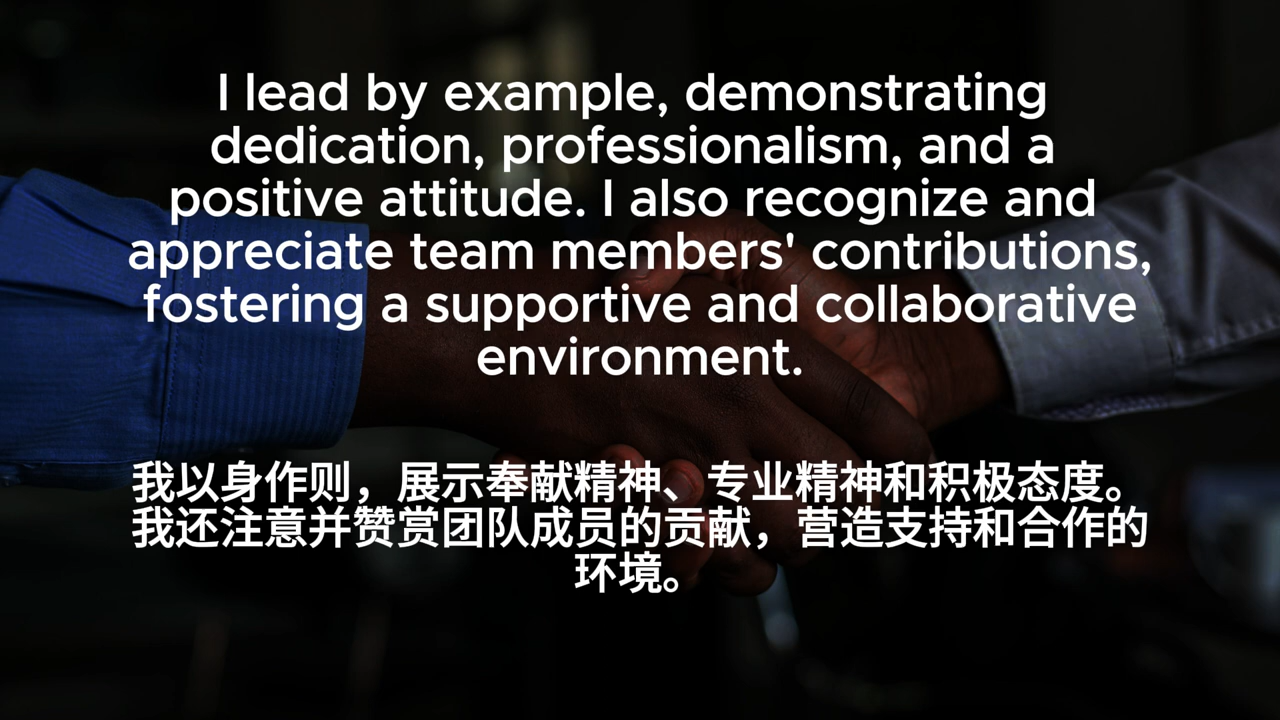 I lead by example, demonstrating
dedication, professionalism, and a
positive attitude. I also recognize and
appreciate team members' contributions,
fostering a supportive and collaborative
environment.
我以身作则，展示奉献精神、专业精神和积极态度。
我还注意并赞赏团队成员的贡献，营造支持和合作的
环境。